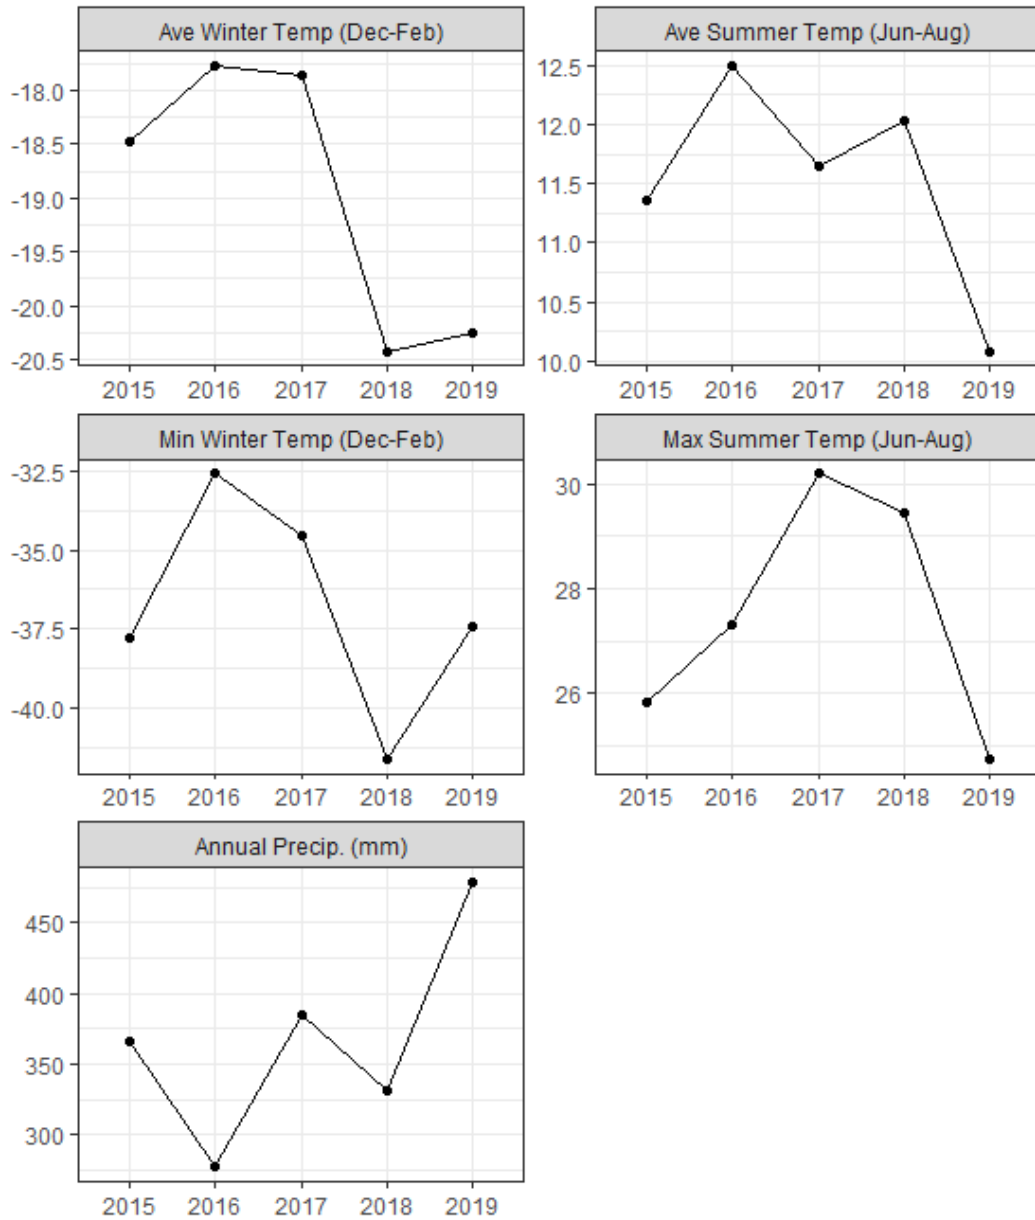 Ave Winter Temp (Dec-Feb)
-18.0
-18.5
-19.0
-19.5
-20.0
-20.5
2015 2016 2017 2018 2019
Ave Summer Temp (Jun-Aug)
12.5
12.0
11.5
11.0
10.5
10.0
2015 2016 2017 2018 2019
Min Winter Temp (Dec-Feb)
-32.5
-35.0
-37.5
-40.0
2015 2016 2017 2018 2019
Max Summer Temp (Jun-Aug)
30
28
26
2015 2016 2017 2018 2019
Annual Precip. (mm)
450
400
350
300
2015 2016 2017 2018 2019